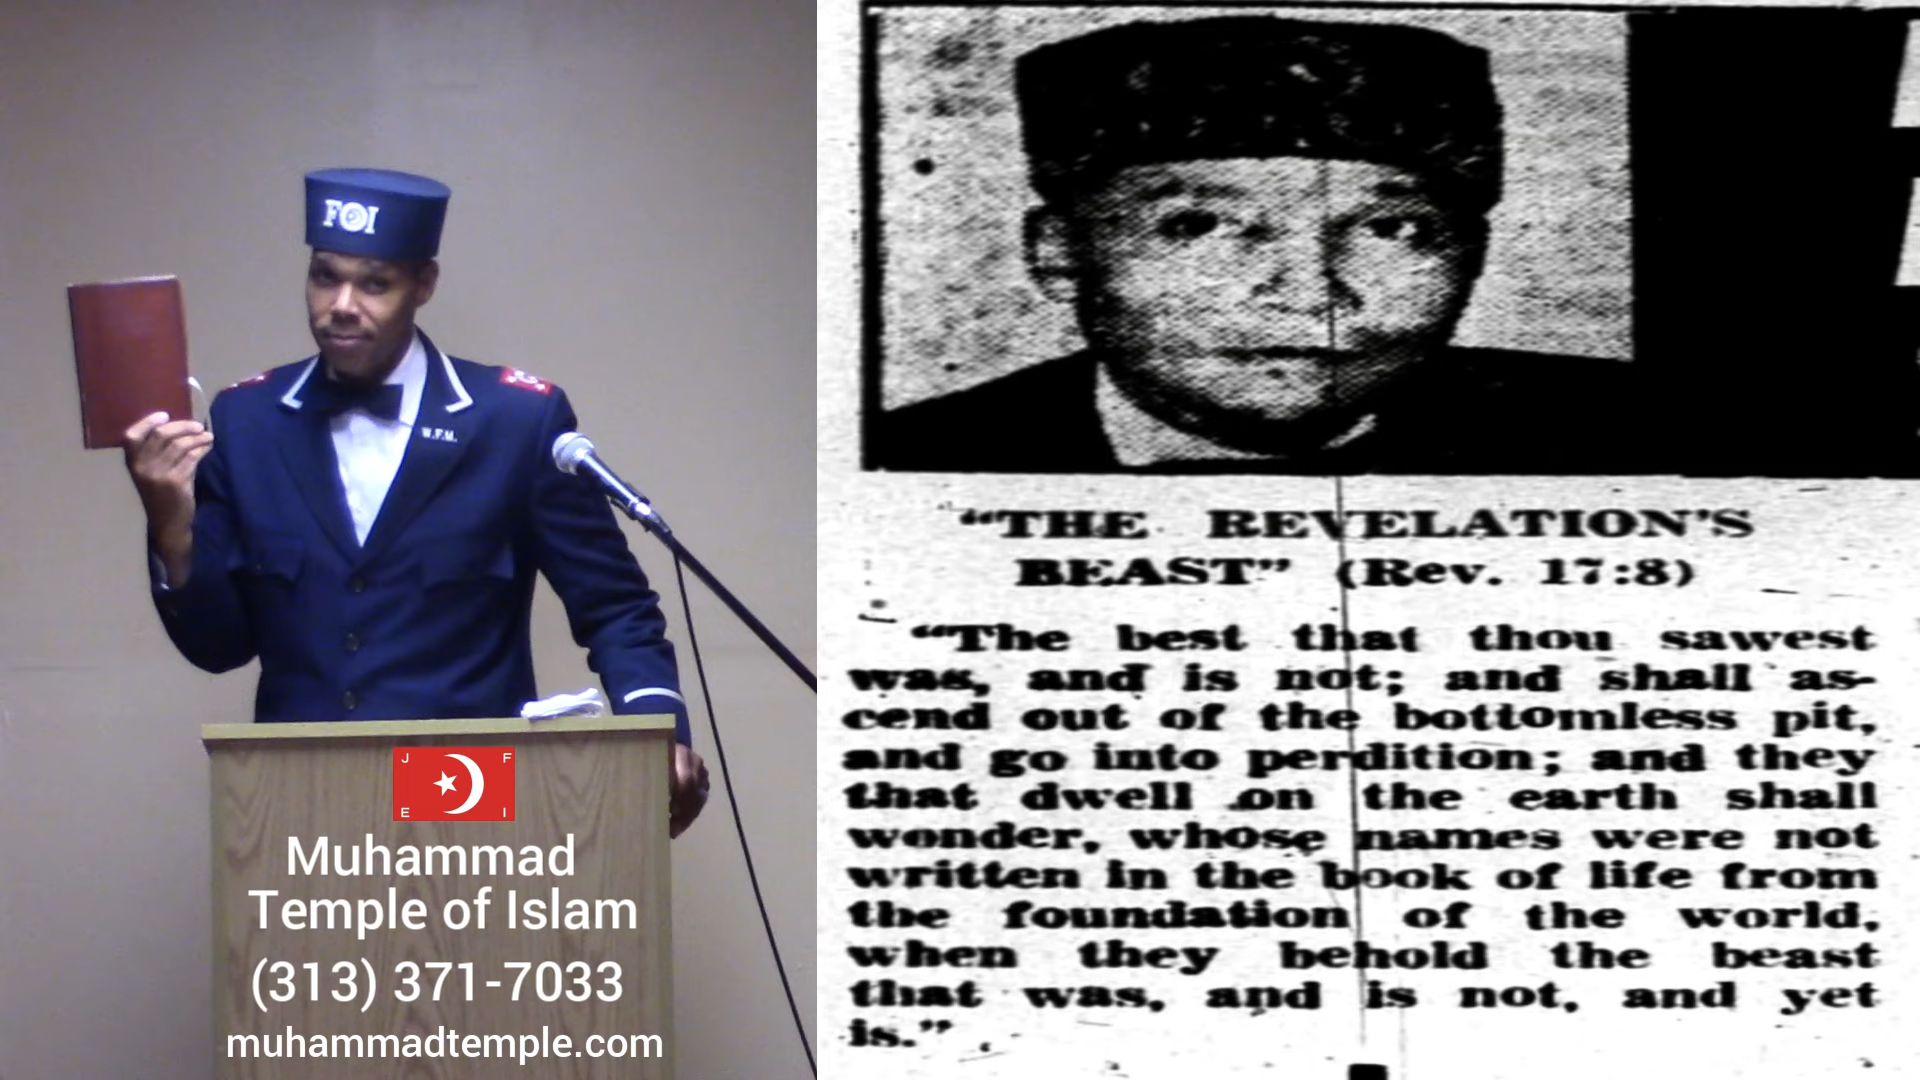 FOI
W.F.M.
J F
E I
Muhammad
Temple of Islam
(313) 371-7033
muhammadtemple.com
"THE REVELATION'S
BEAST" (Rev. 17:8)
"The best that thou sawest
was, and is not; and shall as-
cend out of the bottomless pit,
and go into perdition; and they
that dwell on the earth shall
wonder, whose names were not
written in the book of life from
the foundation of the world,
when they behold the beast
that was, and is not, and yet
is."